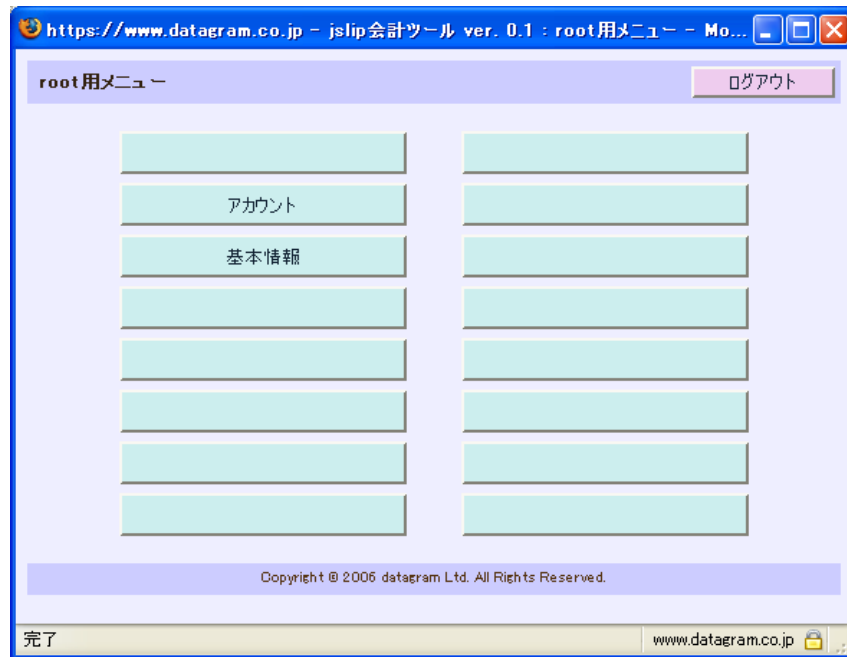 https://www.datagram.co.jp - jslip会計ツール ver. 0.1 : root用メニュー - Mo...
root用メニュー
ログアウト
アカウント
基本情報
Copyright © 2006 datagram Ltd. All Rights Reserved.
完了
www.datagram.co.jp